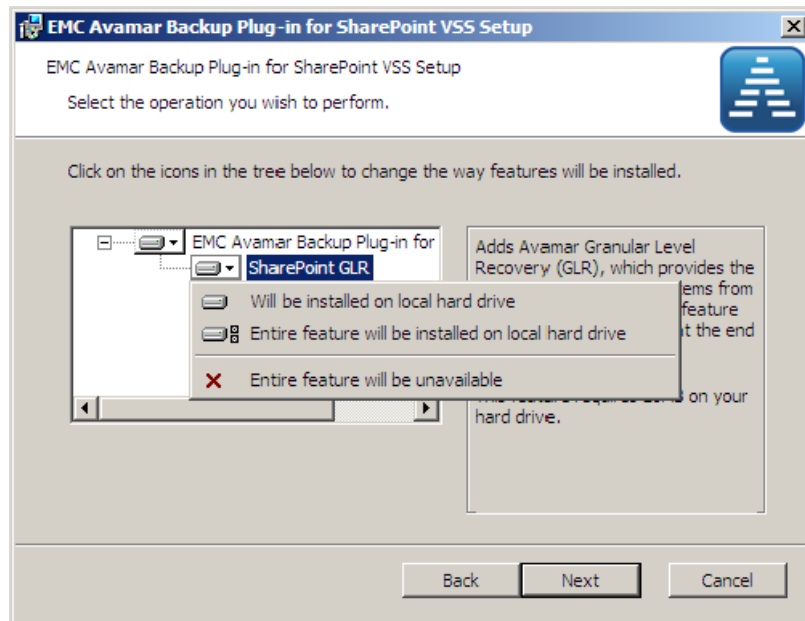 EMC Avamar Backup Plug-in for SharePoint VSS Setup
EMC Avamar Backup Plug-in for SharePoint VSS Setup
Select the operation you wish to perform.
Click on the icons in the tree below to change the way features will be installed.
EMC Avamar Backup Plug-in for
SharePoint GLR
Will be installed on local hard drive
Entire feature will be installed on local hard drive
Entire feature will be unavailable
Adds Avamar Granular Level
Recovery (GLR), which provides the
ems from
feature
t the end
on your
hard drive.
Back
Next
Cancel